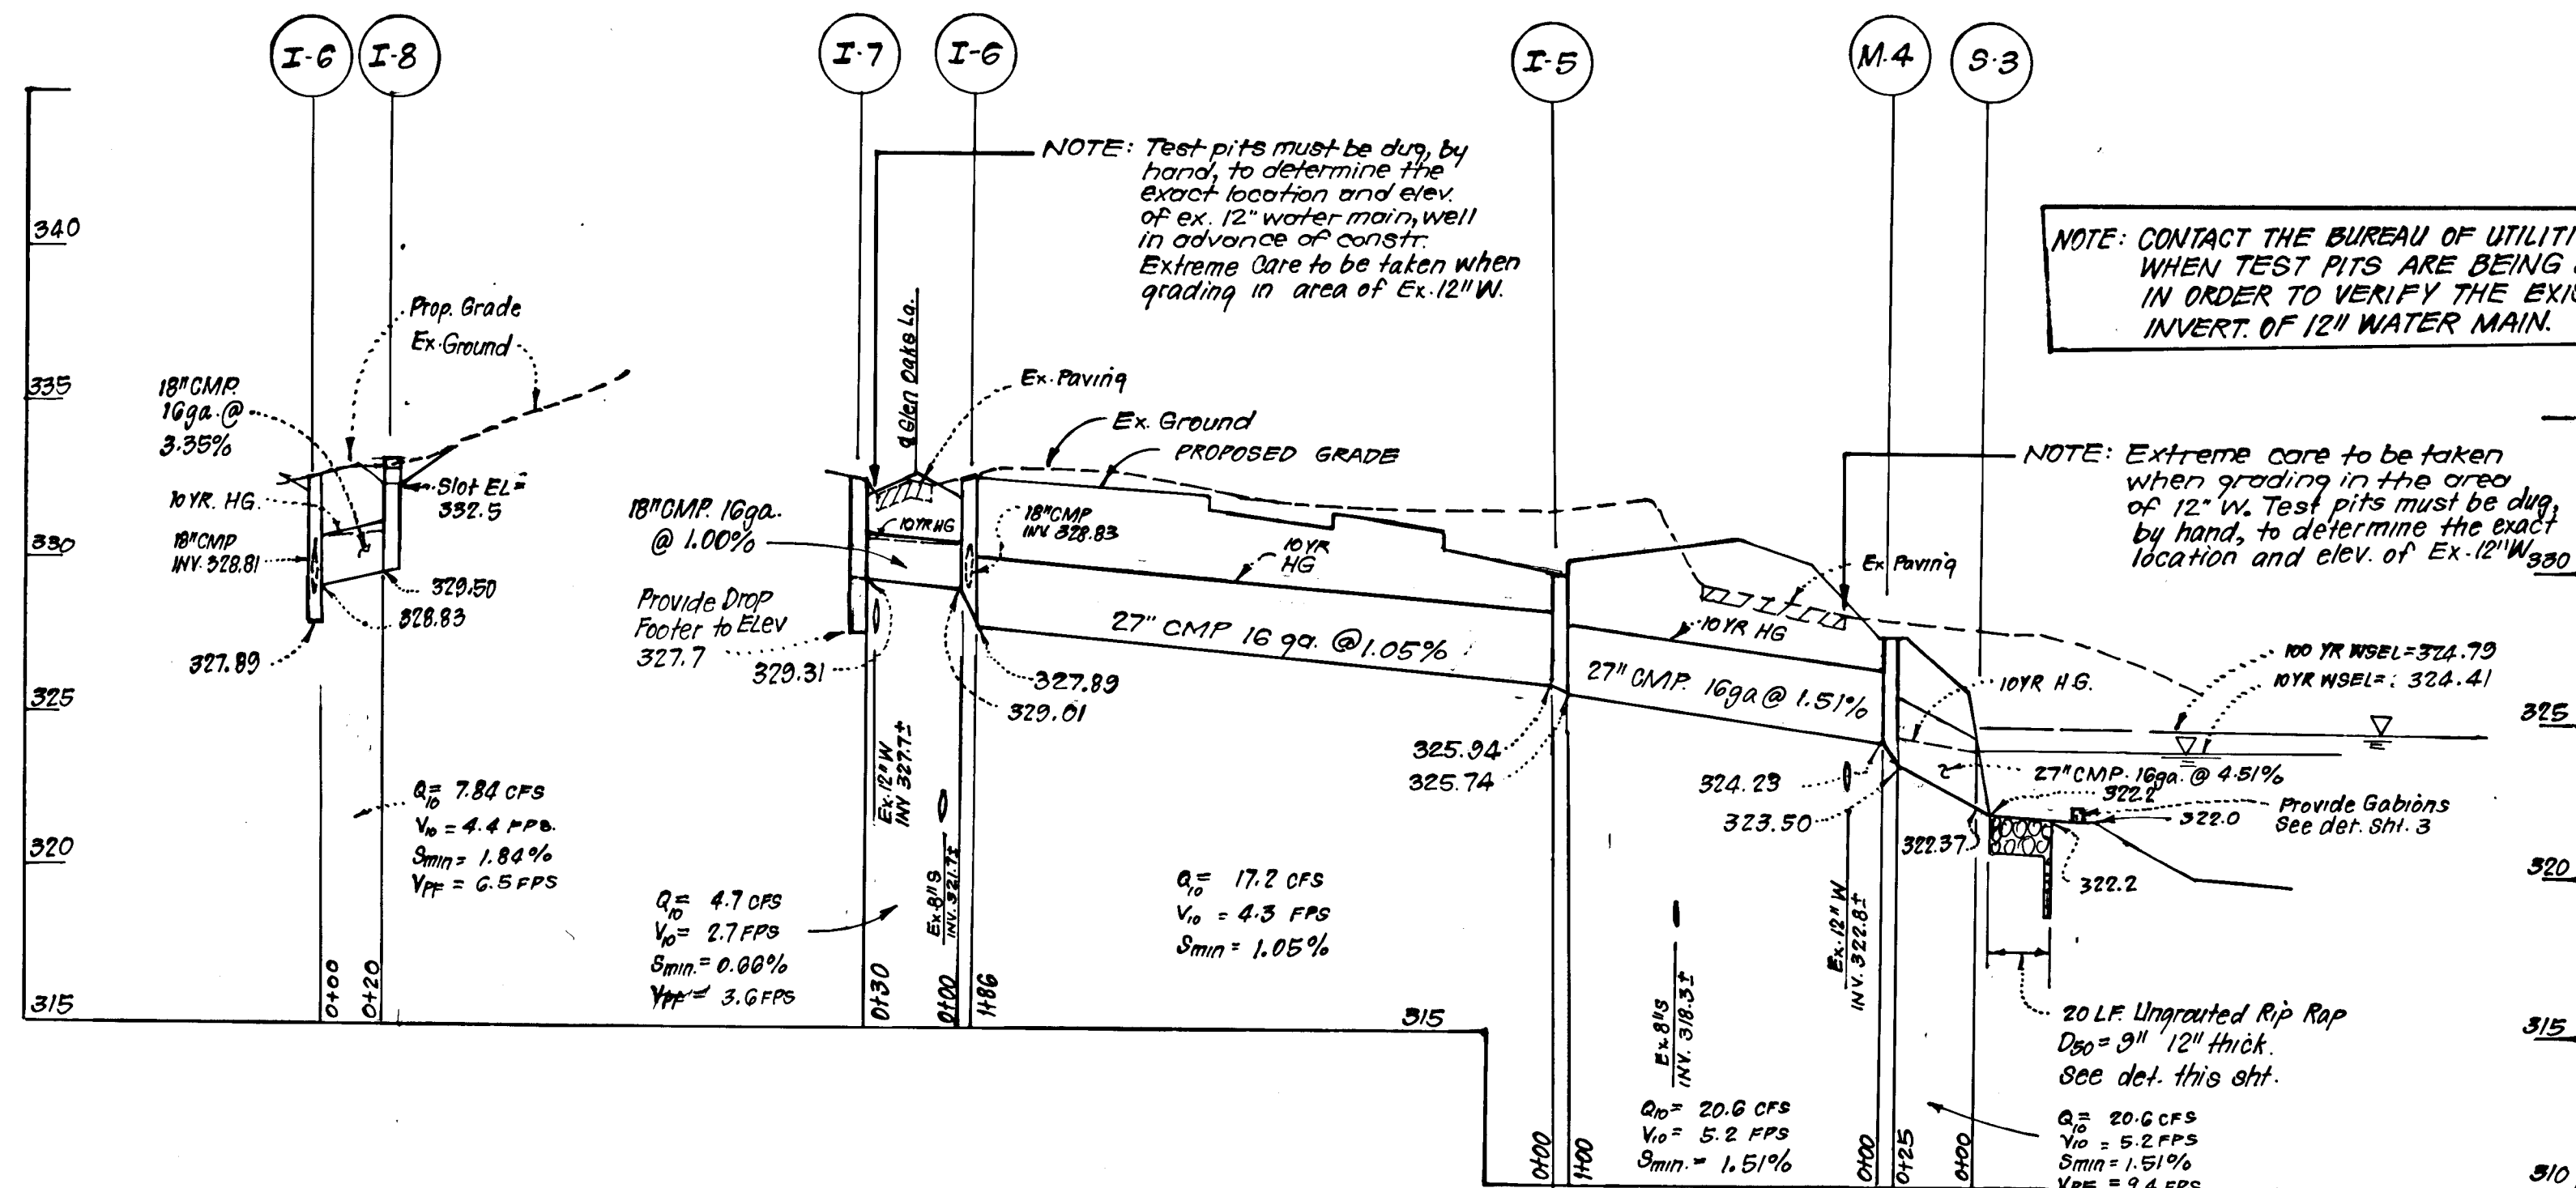 I-6
I-8
I-7
I-6
I-5
M-4
S-3
340
335
330
325
320
315
Prop. Grade
Ex. Ground
18" CMP.
16ga. @
3.35%
10 YR. HG.
18" CMP
INV. 328.81
Slot EL =
332.5
329.50
328.83
327.89
Q10 = 7.84 CFS
V10 = 4.4 FPS.
Smin = 1.84%
VPF = 6.5 FPS
0+00
0+20
NOTE: Test pits must be dug, by
hand, to determine the
exact location and elev.
of ex. 12" water main, well
in advance of constr.
Extreme Care to be taken when
grading in area of Ex. 12" W.
Glen Oaks La.
Ex. Paving
Ex. Ground
PROPOSED GRADE
18" CMP. 16ga.
@ 1.00%
10 YR HG
18" CMP
INV. 328.83
10 YR
HG
Provide Drop
Footer to Elev
327.7
329.31
327.89
329.01
27" CMP 16 ga. @ 1.05%
Ex. 12" W
INV 327.7±
Ex. 8" S
INV. 321.7±
Q10 = 4.7 CFS
V10 = 2.7 FPS
Smin. = 0.66%
VPF = 3.6 FPS
0+30
0+00
1+86
Q10 = 17.2 CFS
V10 = 4.3 FPS
Smin = 1.05%
315
NOTE: CONTACT THE BUREAU OF UTILITI
WHEN TEST PITS ARE BEING
IN ORDER TO VERIFY THE EXIS
INVERT. OF 12" WATER MAIN.
NOTE: Extreme care to be taken
when grading in the area
of 12" W. Test pits must be dug,
by hand, to determine the exact
location and elev. of Ex. 12" W
Ex Paving
10 YR HG
27" CMP. 16ga @ 1.51%
325.94
325.74
324.23
323.50
10 YR H.G.
100 YR WSEL = 324.79
10 YR WSEL = : 324.41
27" CMP. 16ga. @ 4.51%
322.2
322.0
Provide Gabions
See det. Sht. 3
322.37
322.2
Ex. 8" S
INV. 318.3±
Ex. 12" W
INV. 322.8±
20 LF. Ungrouted Rip Rap
D50 = 9" 12" thick.
See det. this sht.
Q10 = 20.6 CFS
V10 = 5.2 FPS
Smin. = 1.51%
Q10 = 20.6 CFS
V10 = 5.2 FPS
Smin = 1.51%
VPF = 9.4 FPS
0+00
1+00
0+00
0+25
0+00
330
325
320
315
310